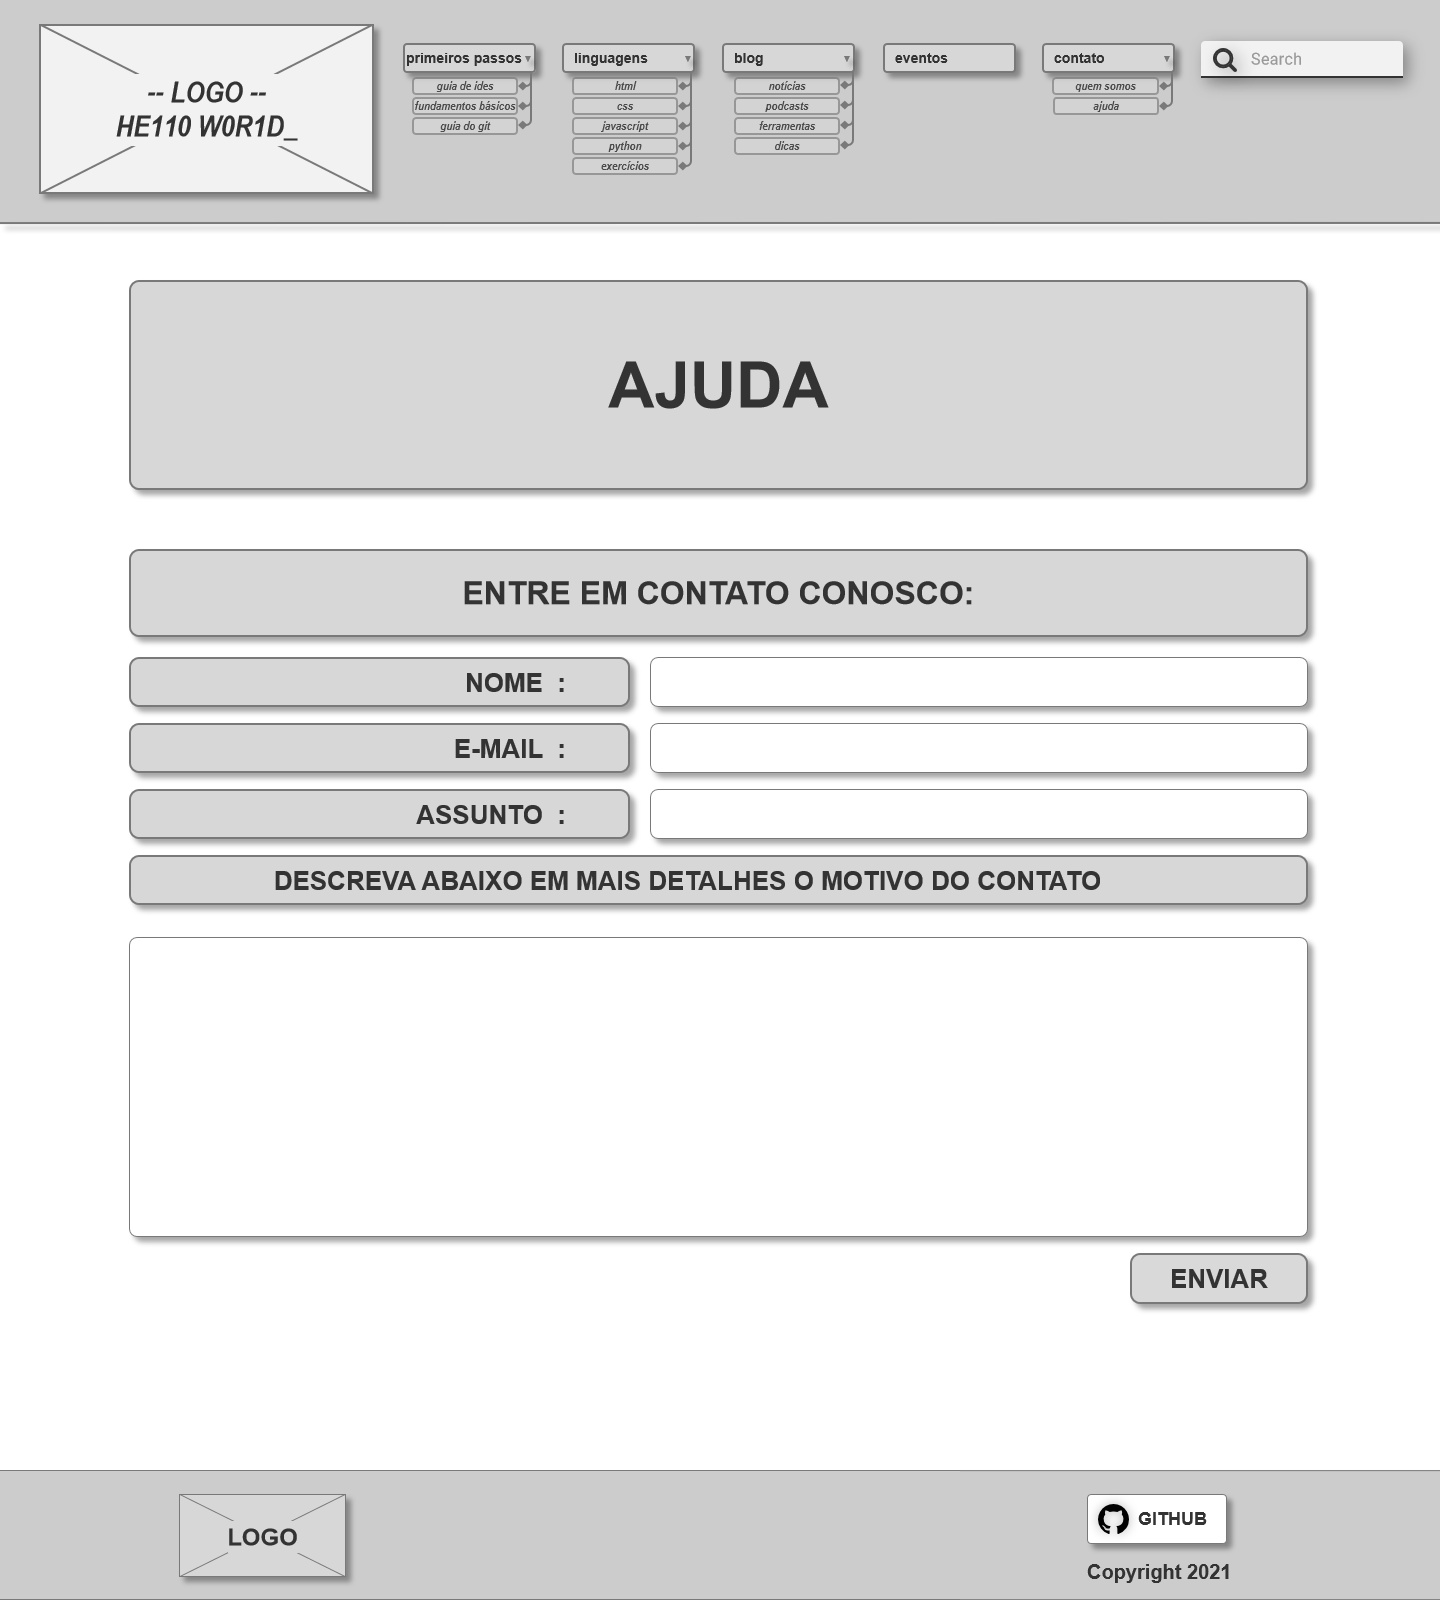 -- LOGO --
HE110 W0R1D_
primeiros passos ▾
guia de ides
fundamentos básicos
guia do git
linguagens ▾
html
css
javascript
python
exercícios
blog ▾
notícias
podcasts
ferramentas
dicas
eventos
contato ▾
quem somos
ajuda
Search
AJUDA
ENTRE EM CONTATO CONOSCO:
NOME :
E-MAIL :
ASSUNTO :
DESCREVA ABAIXO EM MAIS DETALHES O MOTIVO DO CONTATO
ENVIAR
LOGO
GITHUB
Copyright 2021